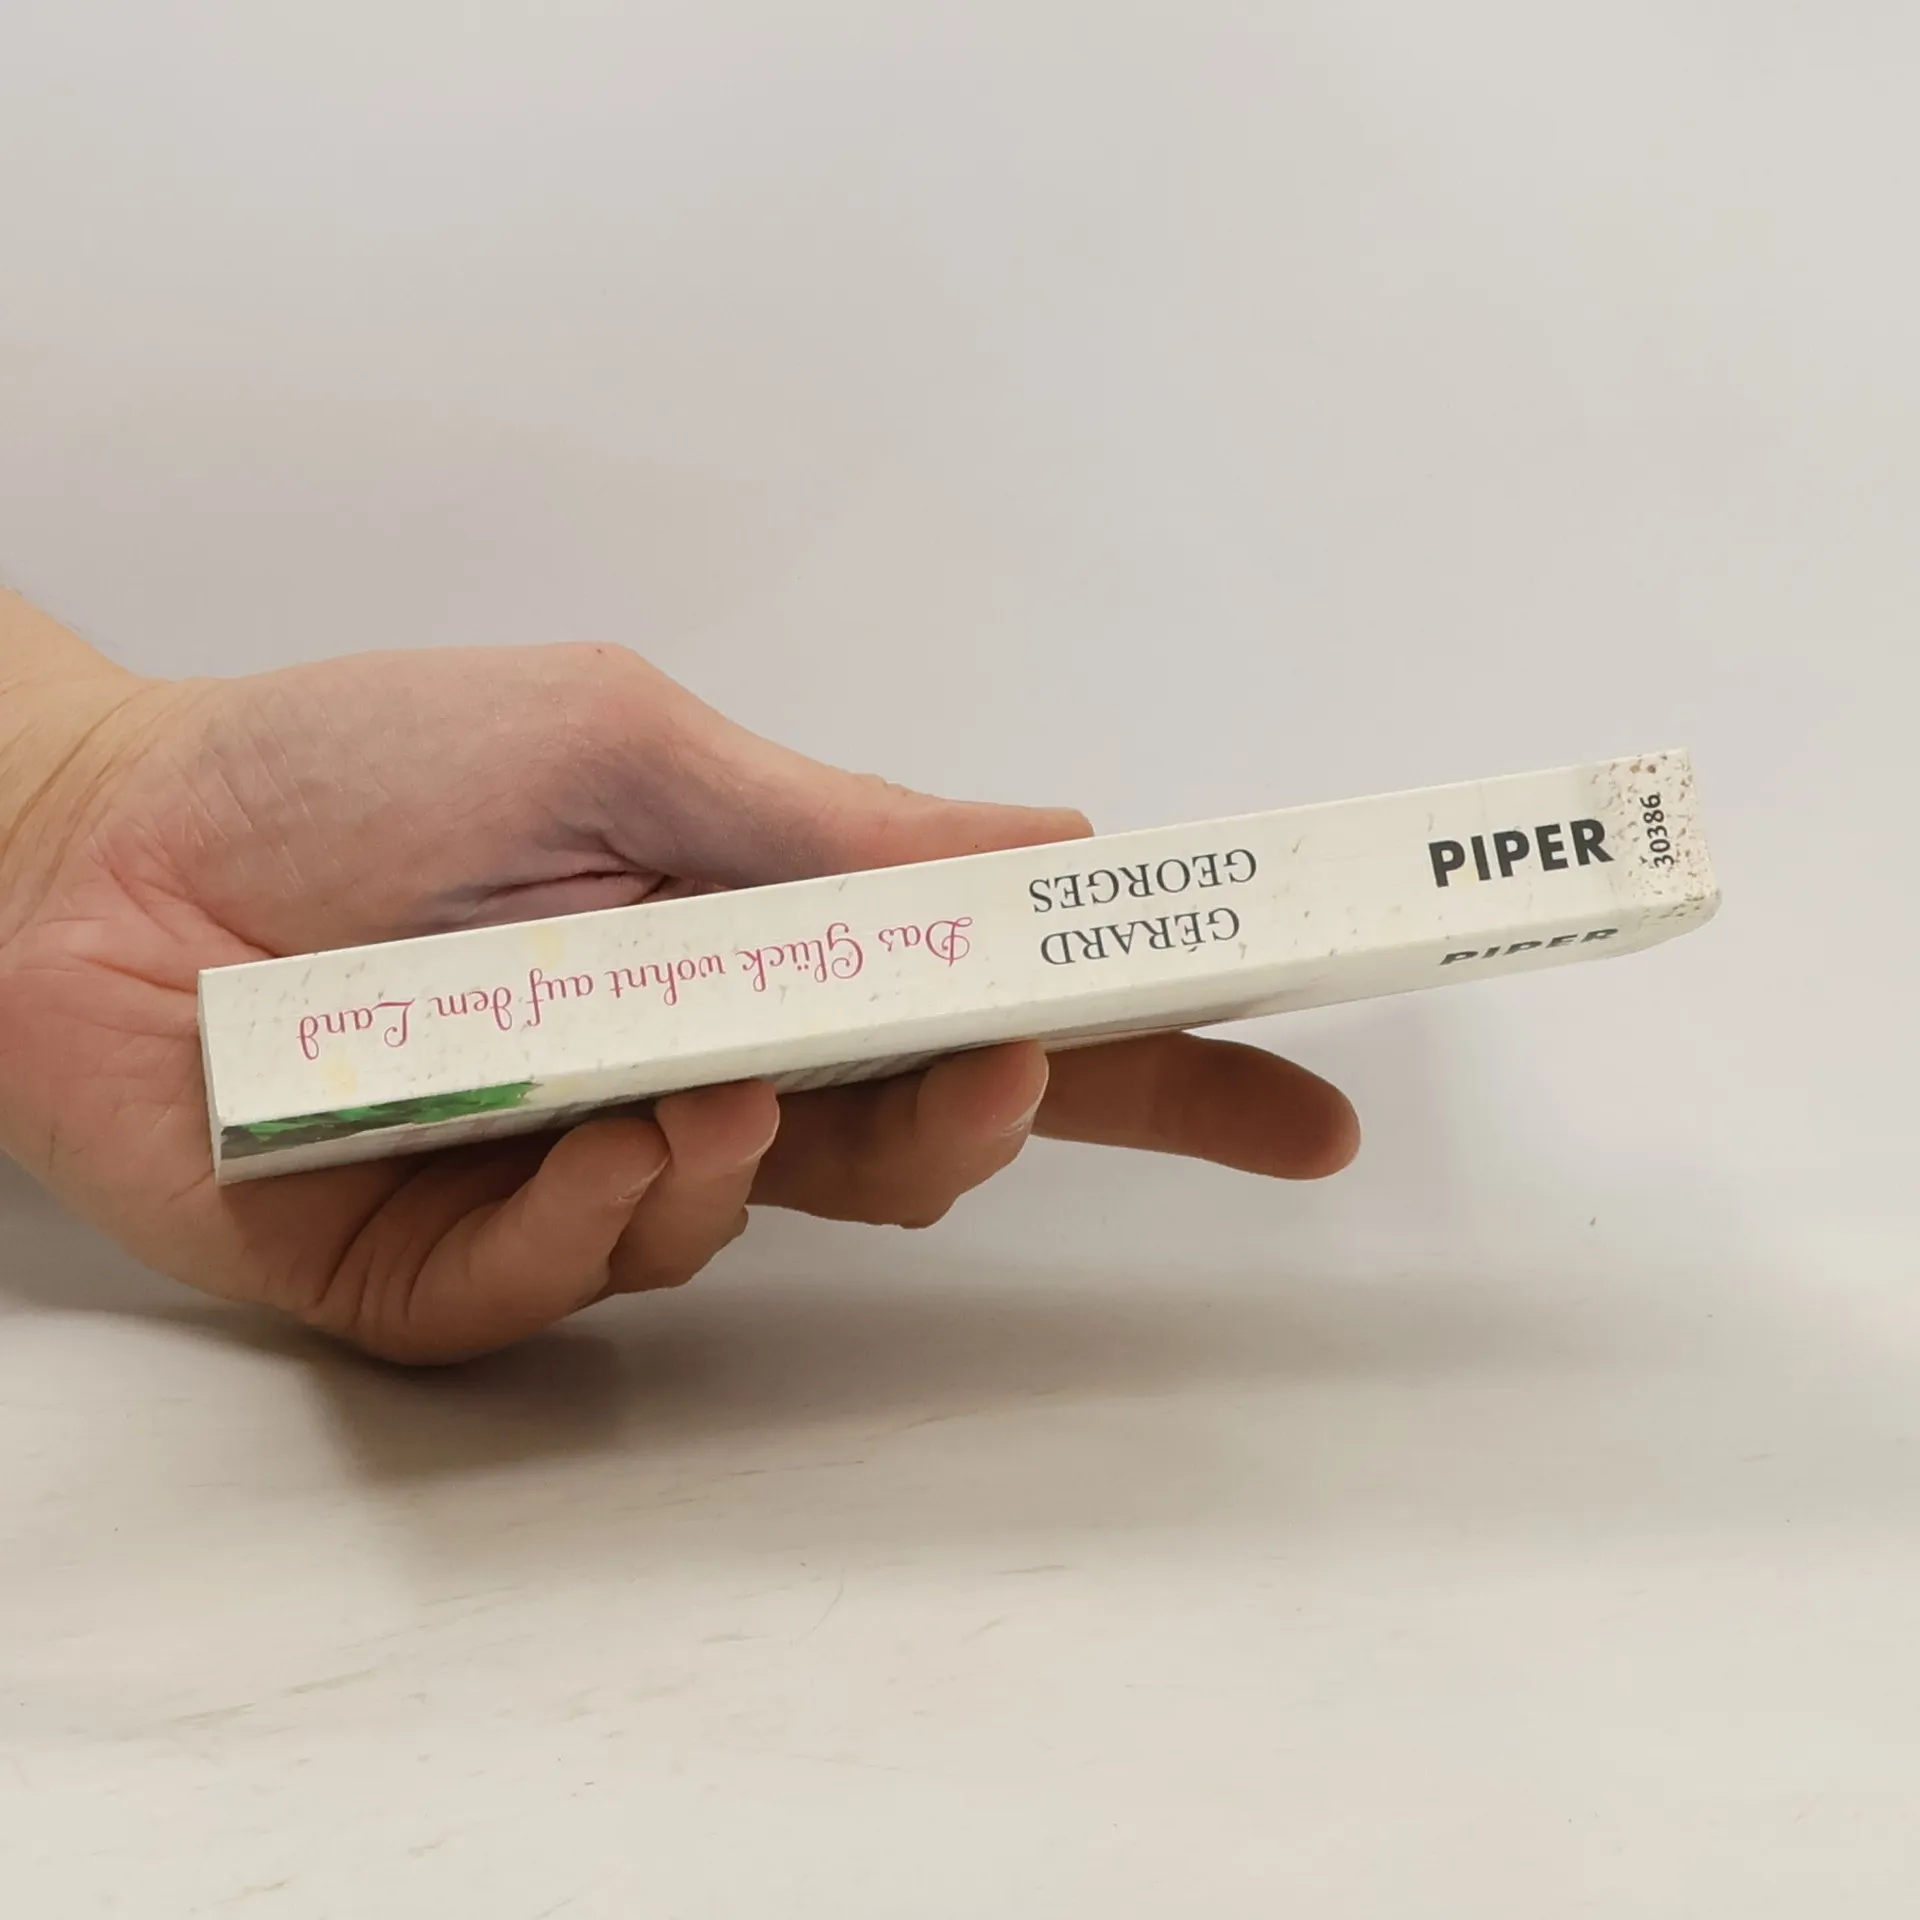 GÉRARD
GEORGES
Das Glück wohnt auf dem Land
PIPER
30386
PIPER